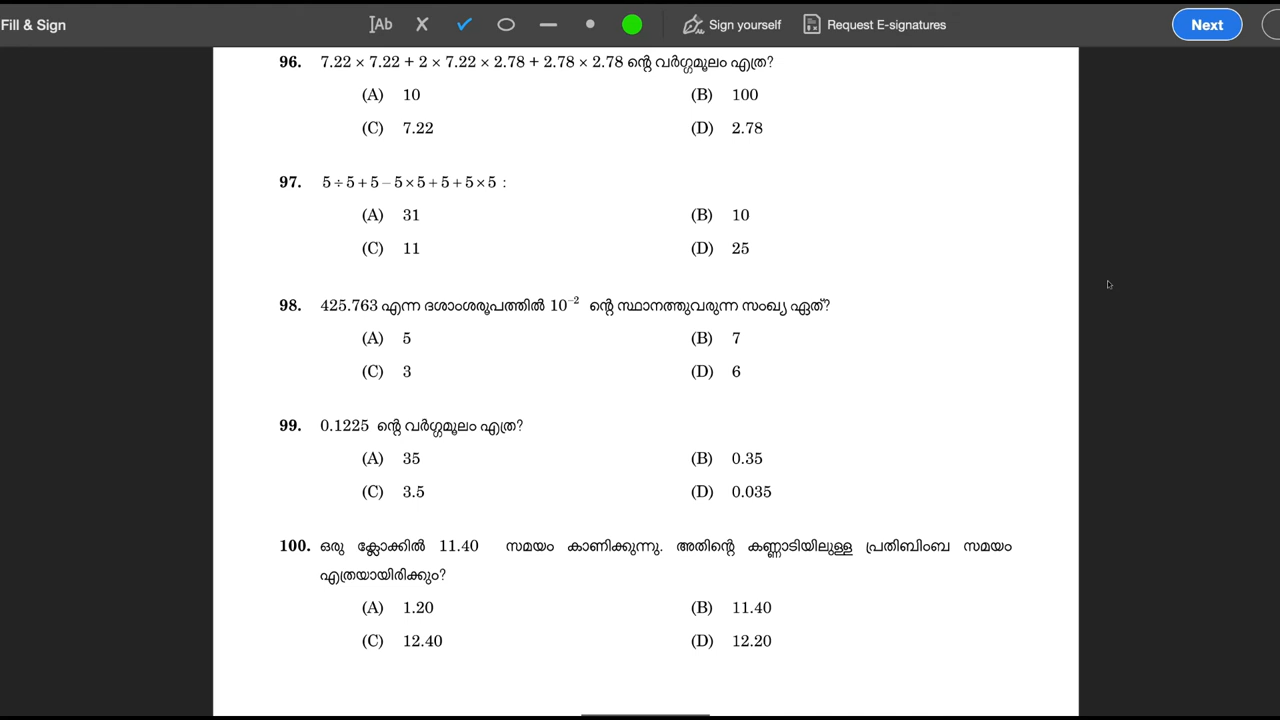 Fill & Sign
IAb
Sign yourself
Request E-signatures
Next
96. 7.22 × 7.22 + 2 × 7.22 × 2.78 + 2.78 × 2.78 ന്റെ വർഗ്ഗമൂലം എത്ര?
(A) 10 (B) 100
(C) 7.22 (D) 2.78
97. 5 ÷ 5 + 5 – 5 × 5 + 5 + 5 × 5 :
(A) 31 (B) 10
(C) 11 (D) 25
98. 425.763 എന്ന ദശാംശരൂപത്തിൽ 10⁻² ന്റെ സ്ഥാനത്തുവരുന്ന സംഖ്യ ഏത്?
(A) 5 (B) 7
(C) 3 (D) 6
99. 0.1225 ന്റെ വർഗ്ഗമൂലം എത്ര?
(A) 35 (B) 0.35
(C) 3.5 (D) 0.035
100. ഒരു ക്ലോക്കിൽ 11.40 സമയം കാണിക്കുന്നു. അതിന്റെ കണ്ണാടിയിലുള്ള പ്രതിബിംബ സമയം
എത്രയായിരിക്കും?
(A) 1.20 (B) 11.40
(C) 12.40 (D) 12.20